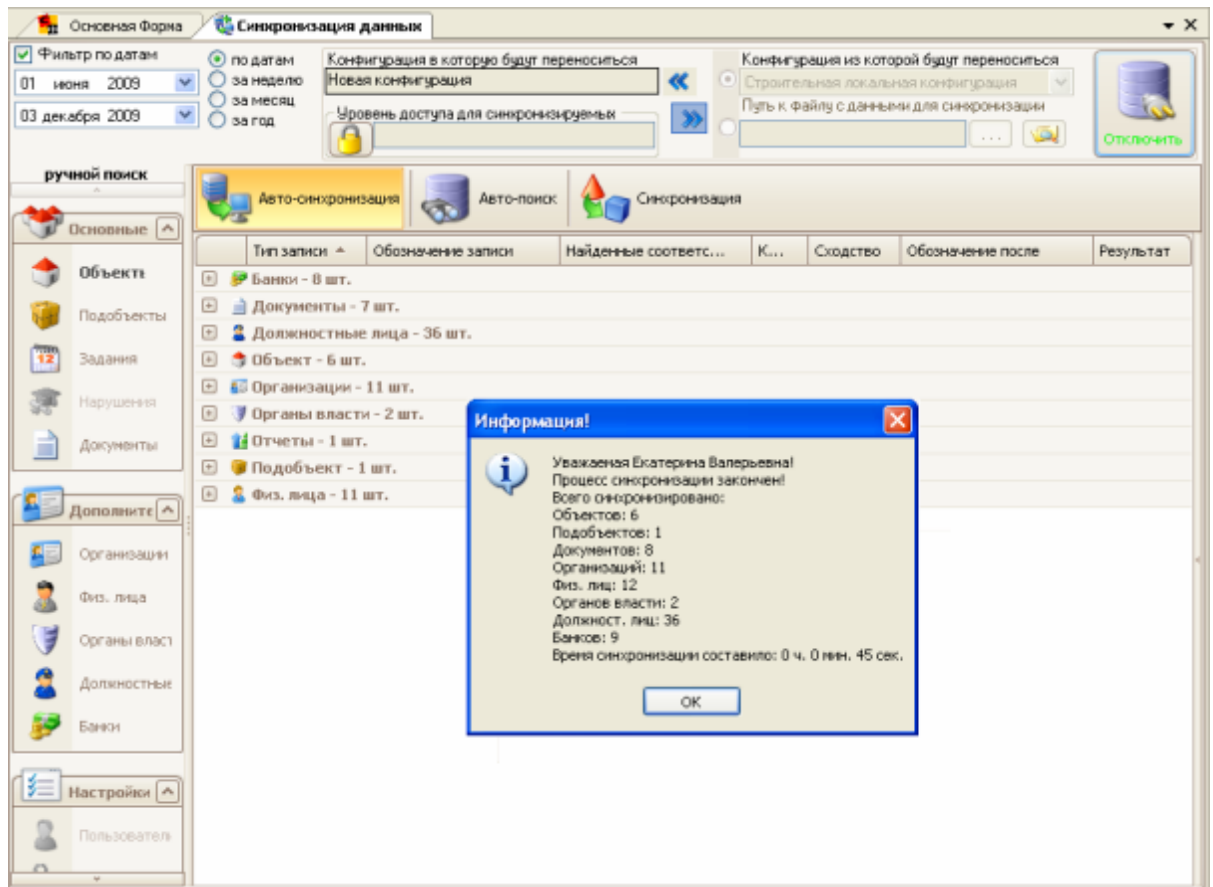 Основная Форма
Синхронизация данных
Фильтр по датам
01 июня 2009
03 декабря 2009
по датам
за неделю
за месяц
за год
Конфигурация в которую будут переноситься
Новая конфигурация
Уровень доступа для синхронизируемых
Конфигурация из которой будут переноситься
Строительная локальная конфигурация
Путь к файлу с данными для синхронизации
...
Отключить
ручной поиск
Авто-синхронизация
Авто-поиск
Синхронизация
Основные
Объекты
Подобъекты
Задания
Нарушения
Документы
Дополните
Организации
Физ. лица
Органы власт
Должностные
Банки
Настройки
Пользовател
Тип записи
Обозначение записи
Найденные соответс...
К...
Сходство
Обозначение после
Результат
Банки - 8 шт.
Документы - 7 шт.
Должностные лица - 36 шт.
Объект - 6 шт.
Организации - 11 шт.
Органы власти - 2 шт.
Отчеты - 1 шт.
Подобъект - 1 шт.
Физ. лица - 11 шт.
Информация!
Уважаемая Екатерина Валерьевна!
Процесс синхронизации закончен!
Всего синхронизировано:
Объектов: 6
Подобъектов: 1
Документов: 8
Организаций: 11
Физ. лиц: 12
Органов власти: 2
Должност. лиц: 36
Банков: 9
Время синхронизации составило: 0 ч. 0 мин. 45 сек.
OK